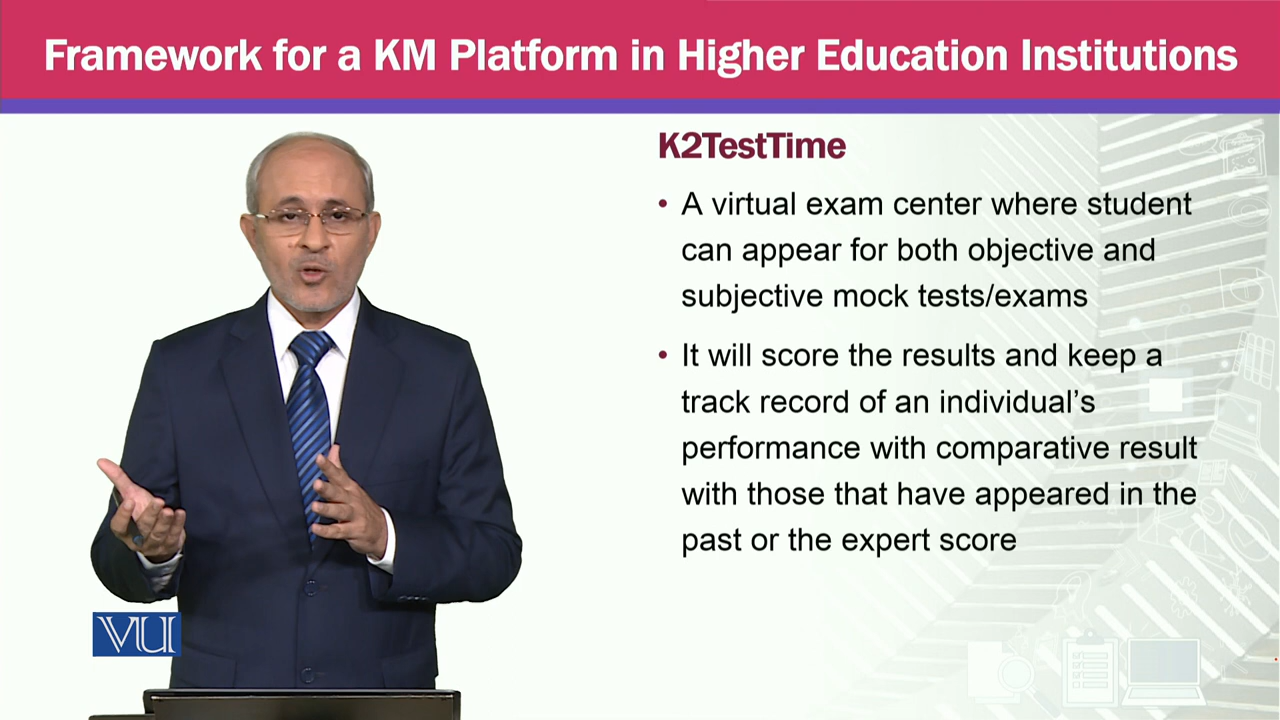 Framework for a KM Platform in Higher Education Institutions
K2TestTime
• A virtual exam center where student
can appear for both objective and
subjective mock tests/exams
• It will score the results and keep a
track record of an individual's
performance with comparative result
with those that have appeared in the
past or the expert score
VU